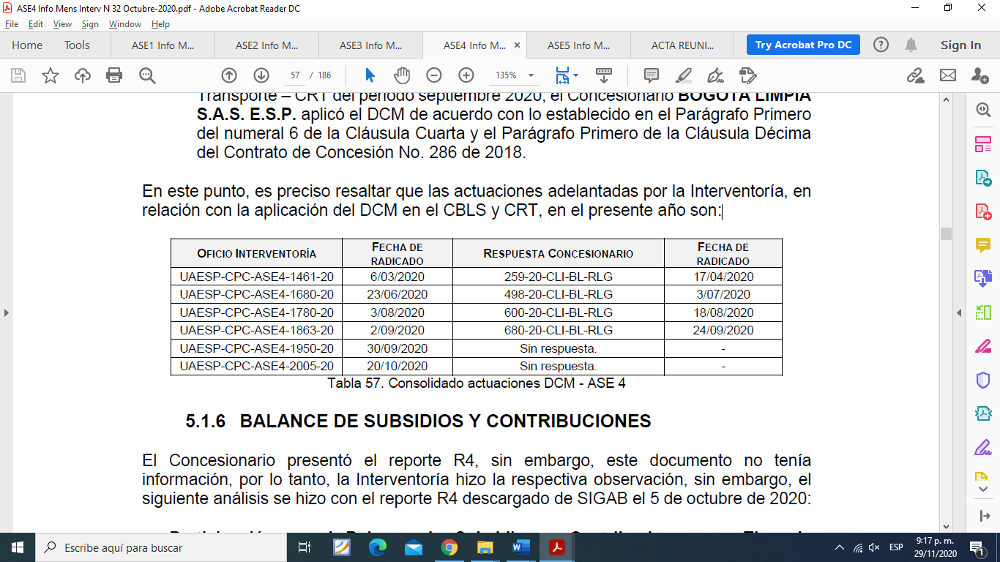 ASE4 Info Mens Interv N 32 Octubre-2020.pdf - Adobe Acrobat Reader DC
File Edit View Sign Window Help
Home Tools ASE1 Info M... ASE2 Info M... ASE3 Info M... ASE4 Info M... × ASE5 Info M... ACTA REUNI... Try Acrobat Pro DC Sign In
57 / 186 135%
Transporte – CRT del periodo septiembre 2020, el Concesionario BOGOTÁ LIMPIA
S.A.S. E.S.P. aplicó el DCM de acuerdo con lo establecido en el Parágrafo Primero
del numeral 6 de la Cláusula Cuarta y el Parágrafo Primero de la Cláusula Décima
del Contrato de Concesión No. 286 de 2018.
En este punto, es preciso resaltar que las actuaciones adelantadas por la Interventoría, en
relación con la aplicación del DCM en el CBLS y CRT, en el presente año son:
OFICIO INTERVENTORÍA FECHA DE RADICADO RESPUESTA CONCESIONARIO FECHA DE RADICADO
UAESP-CPC-ASE4-1461-20 6/03/2020 259-20-CLI-BL-RLG 17/04/2020
UAESP-CPC-ASE4-1680-20 23/06/2020 498-20-CLI-BL-RLG 3/07/2020
UAESP-CPC-ASE4-1780-20 3/08/2020 600-20-CLI-BL-RLG 18/08/2020
UAESP-CPC-ASE4-1863-20 2/09/2020 680-20-CLI-BL-RLG 24/09/2020
UAESP-CPC-ASE4-1950-20 30/09/2020 Sin respuesta. -
UAESP-CPC-ASE4-2005-20 20/10/2020 Sin respuesta. -
Tabla 57. Consolidado actuaciones DCM - ASE 4
5.1.6 BALANCE DE SUBSIDIOS Y CONTRIBUCIONES
El Concesionario presentó el reporte R4, sin embargo, este documento no tenía
información, por lo tanto, la Interventoría hizo la respectiva observación, sin embargo, el
siguiente análisis se hizo con el reporte R4 descargado de SIGAB el 5 de octubre de 2020:
Escribe aquí para buscar
ESP
9:17 p. m.
29/11/2020
1